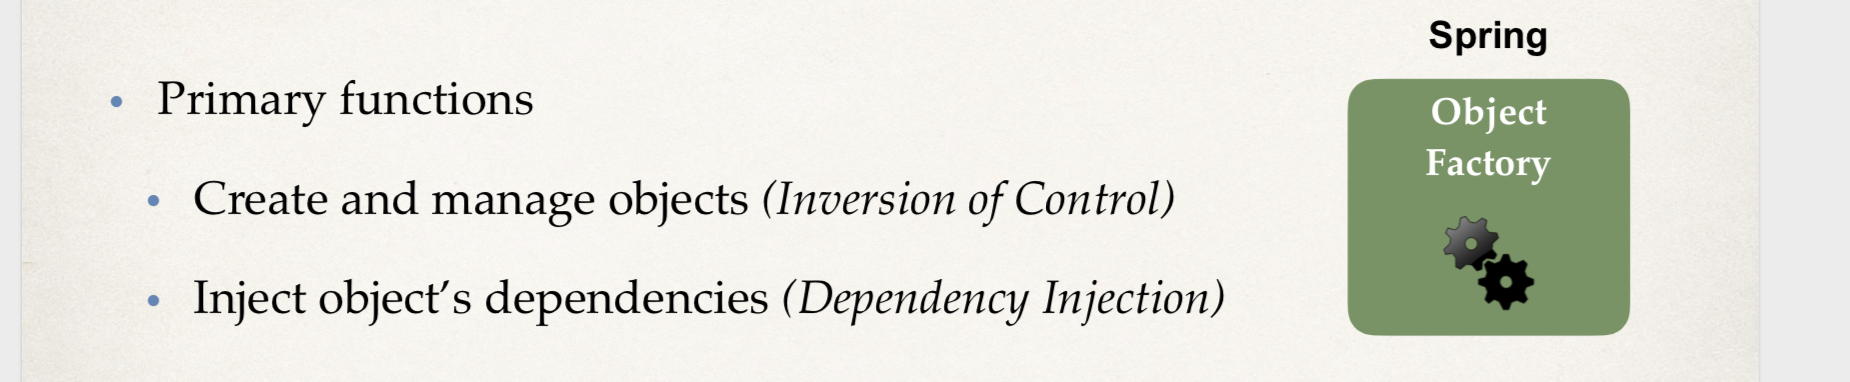 Spring
• Primary functions
Object
Factory
• Create and manage objects (Inversion of Control)
• Inject object’s dependencies (Dependency Injection)